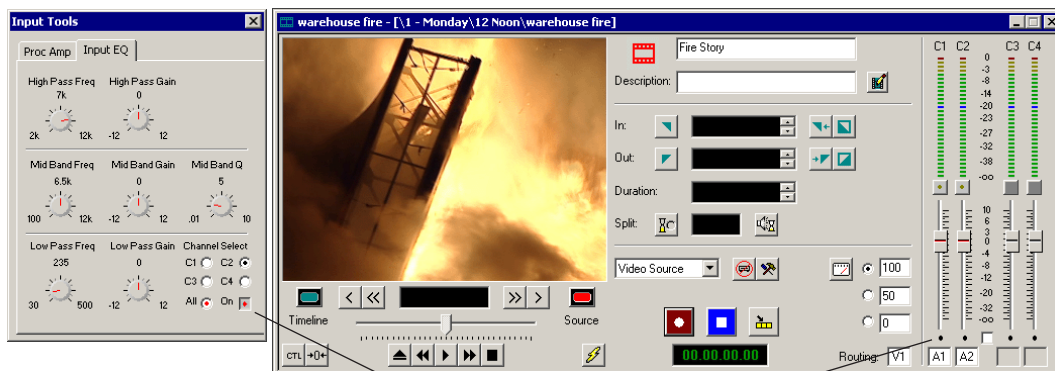 Input Tools
Proc Amp
Input EQ
High Pass Freq
High Pass Gain
7k
0
2k
12k
-12
12
Mid Band Freq
Mid Band Gain
Mid Band Q
6.5k
0
5
100
12k
-12
12
.01
10
Low Pass Freq
Low Pass Gain
Channel Select
235
0
C1
C2
C3
C4
30
500
-12
12
All
On
warehouse fire - [\1 - Monday\12 Noon\warehouse fire]
Fire Story
Description:
In:
Out:
Duration:
Split:
Video Source
100
50
0
Timeline
Source
CTL
→0←
00.00.00.00
Routing:
V1
A1
A2
C1
C2
C3
C4
0
-3
-8
-14
-20
-23
-27
-32
-38
-oo
10
6
3
0
-4
-8
-12
-20
-32
-oo